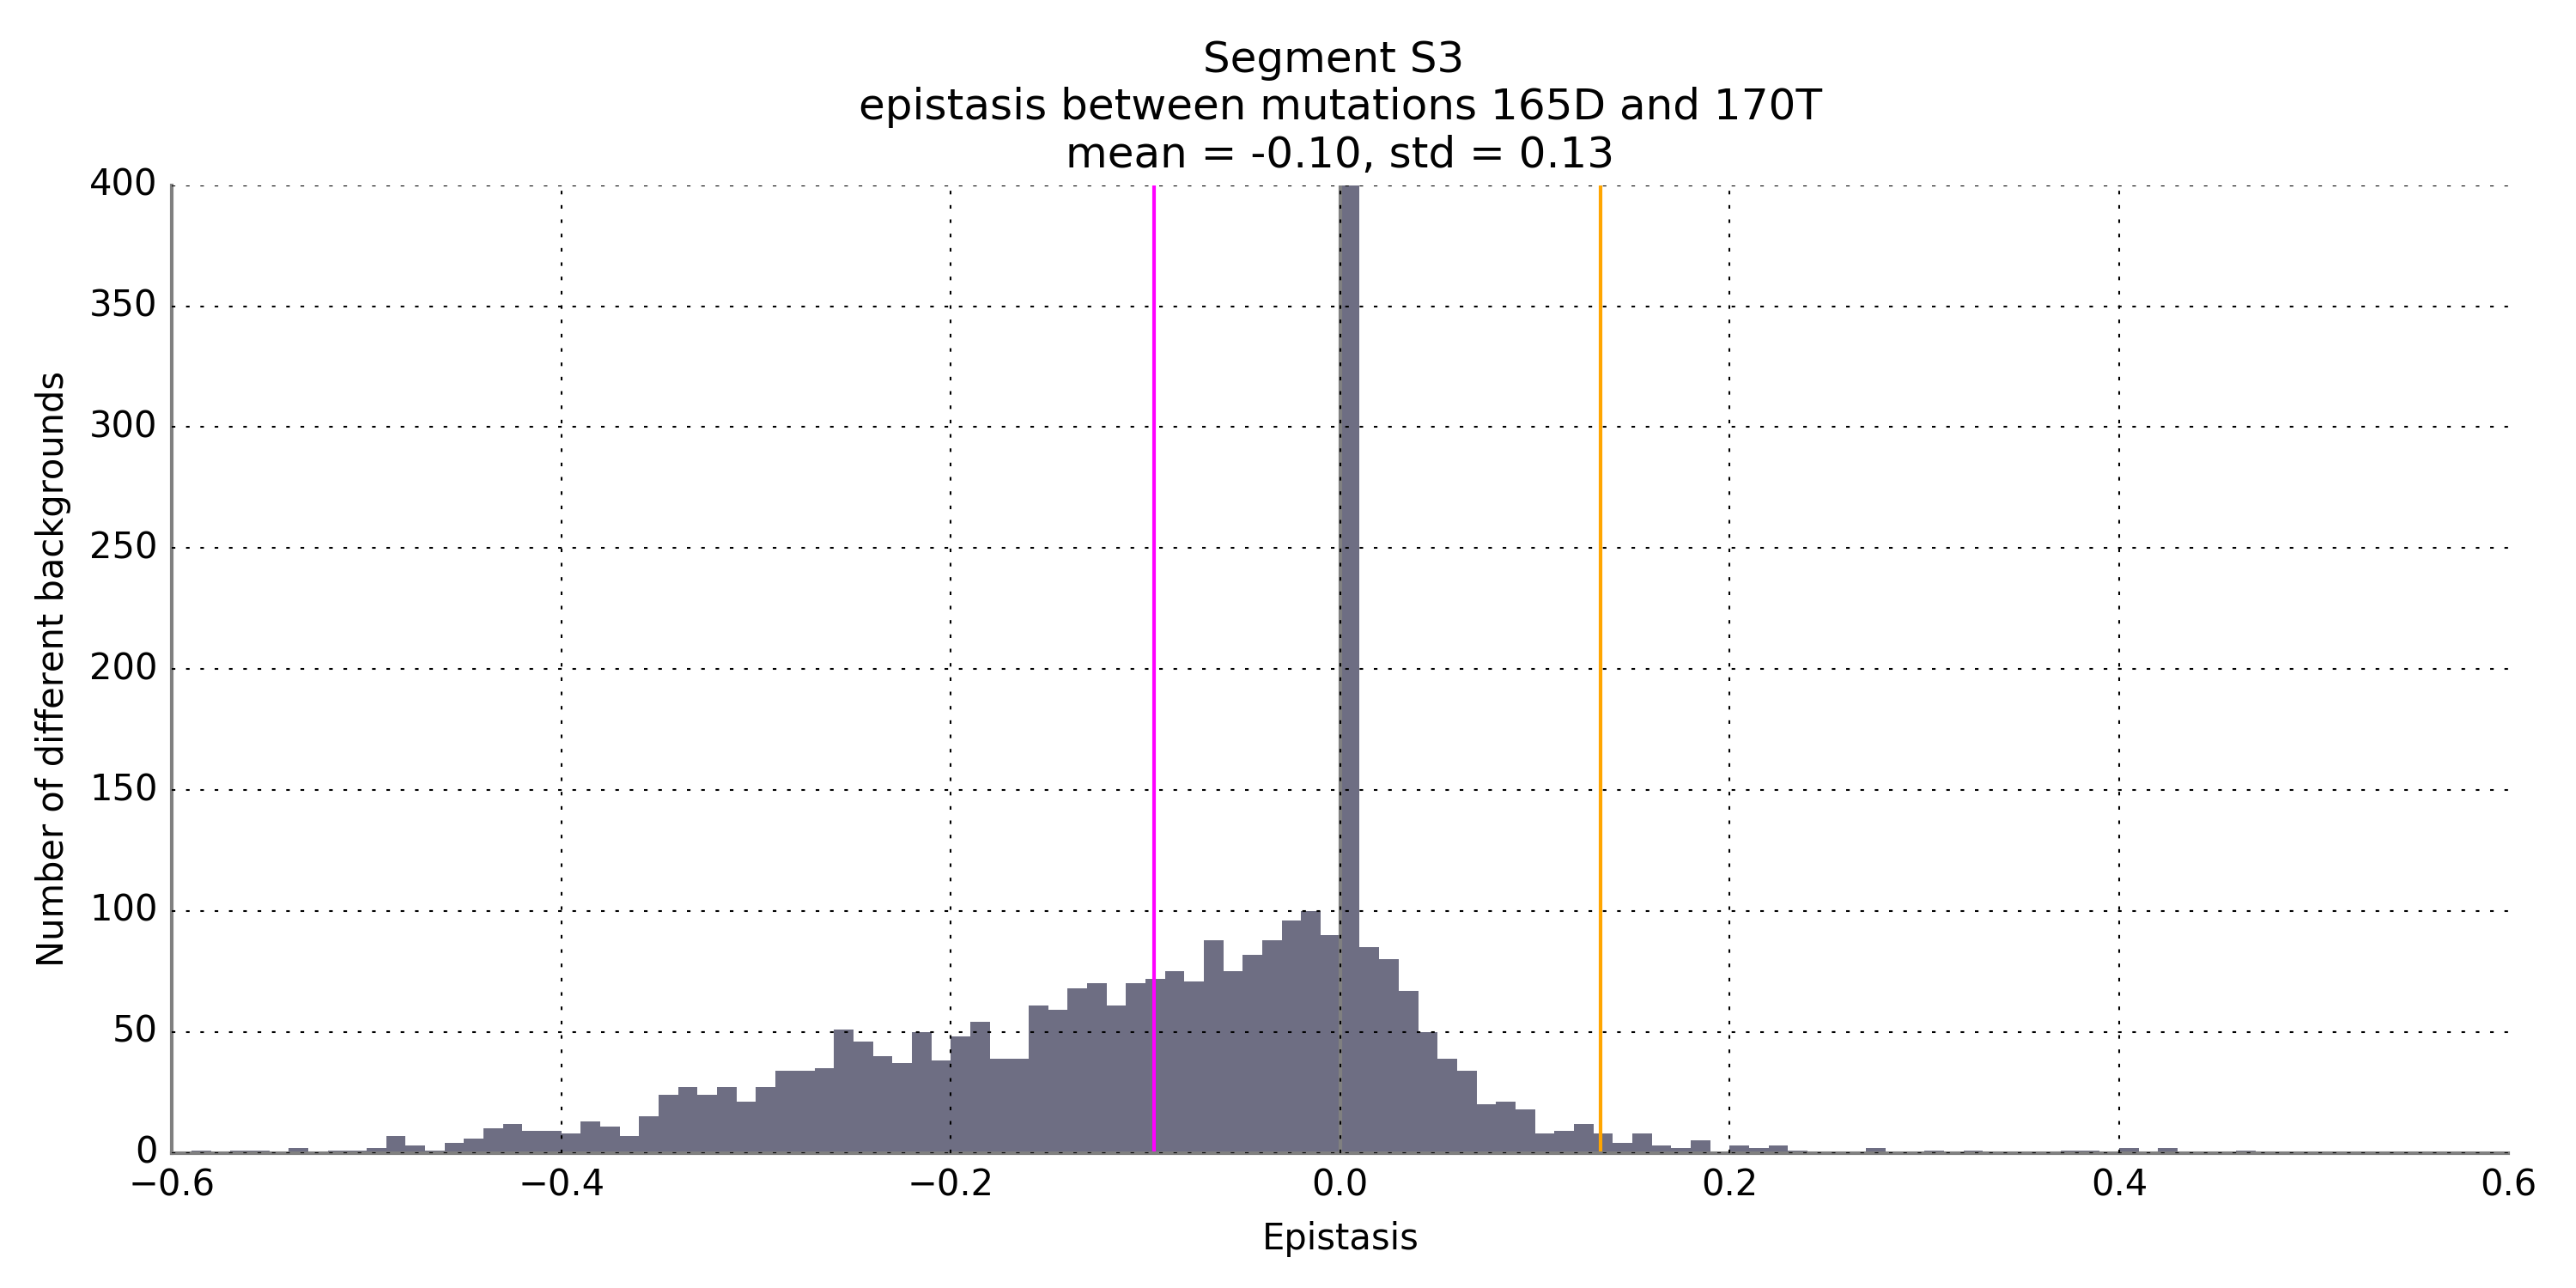 Segment S3
epistasis between mutations 165D and 170T
mean = -0.10, std = 0.13
400
350
300
250
200
150
100
50
0
Number of different backgrounds
−0.6 −0.4 −0.2 0.0 0.2 0.4 0.6
Epistasis